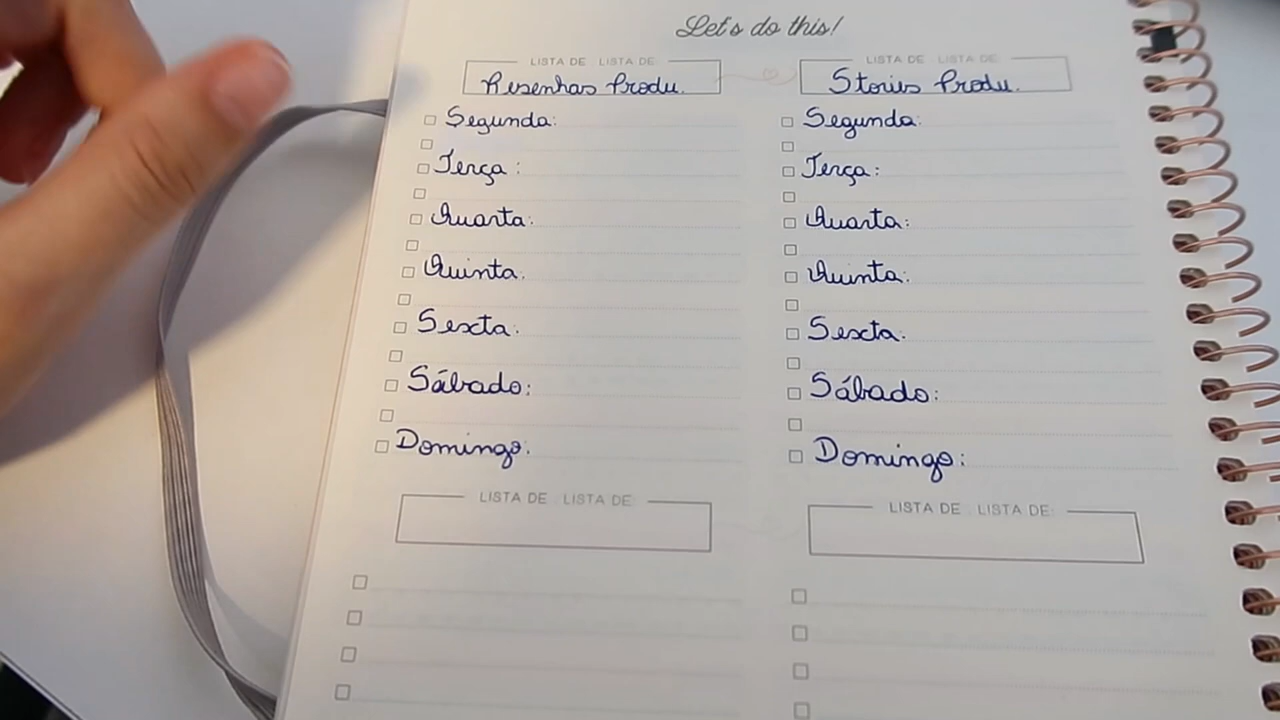 Let's do this!
LISTA DE . LISTA DE:
Resenhas Produ.
Segunda:
Terça :
Quarta:
Quinta:
Sexta:
Sábado:
Domingo:
LISTA DE . LISTA DE:
Stories Produ.
Segunda:
Terça:
Quarta:
Quinta:
Sexta:
Sábado:
Domingo:
LISTA DE . LISTA DE:
LISTA DE . LISTA DE: